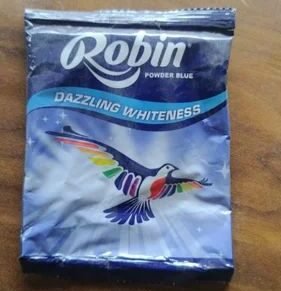 Robin
POWDER BLUE
DAZZLING WHITENESS